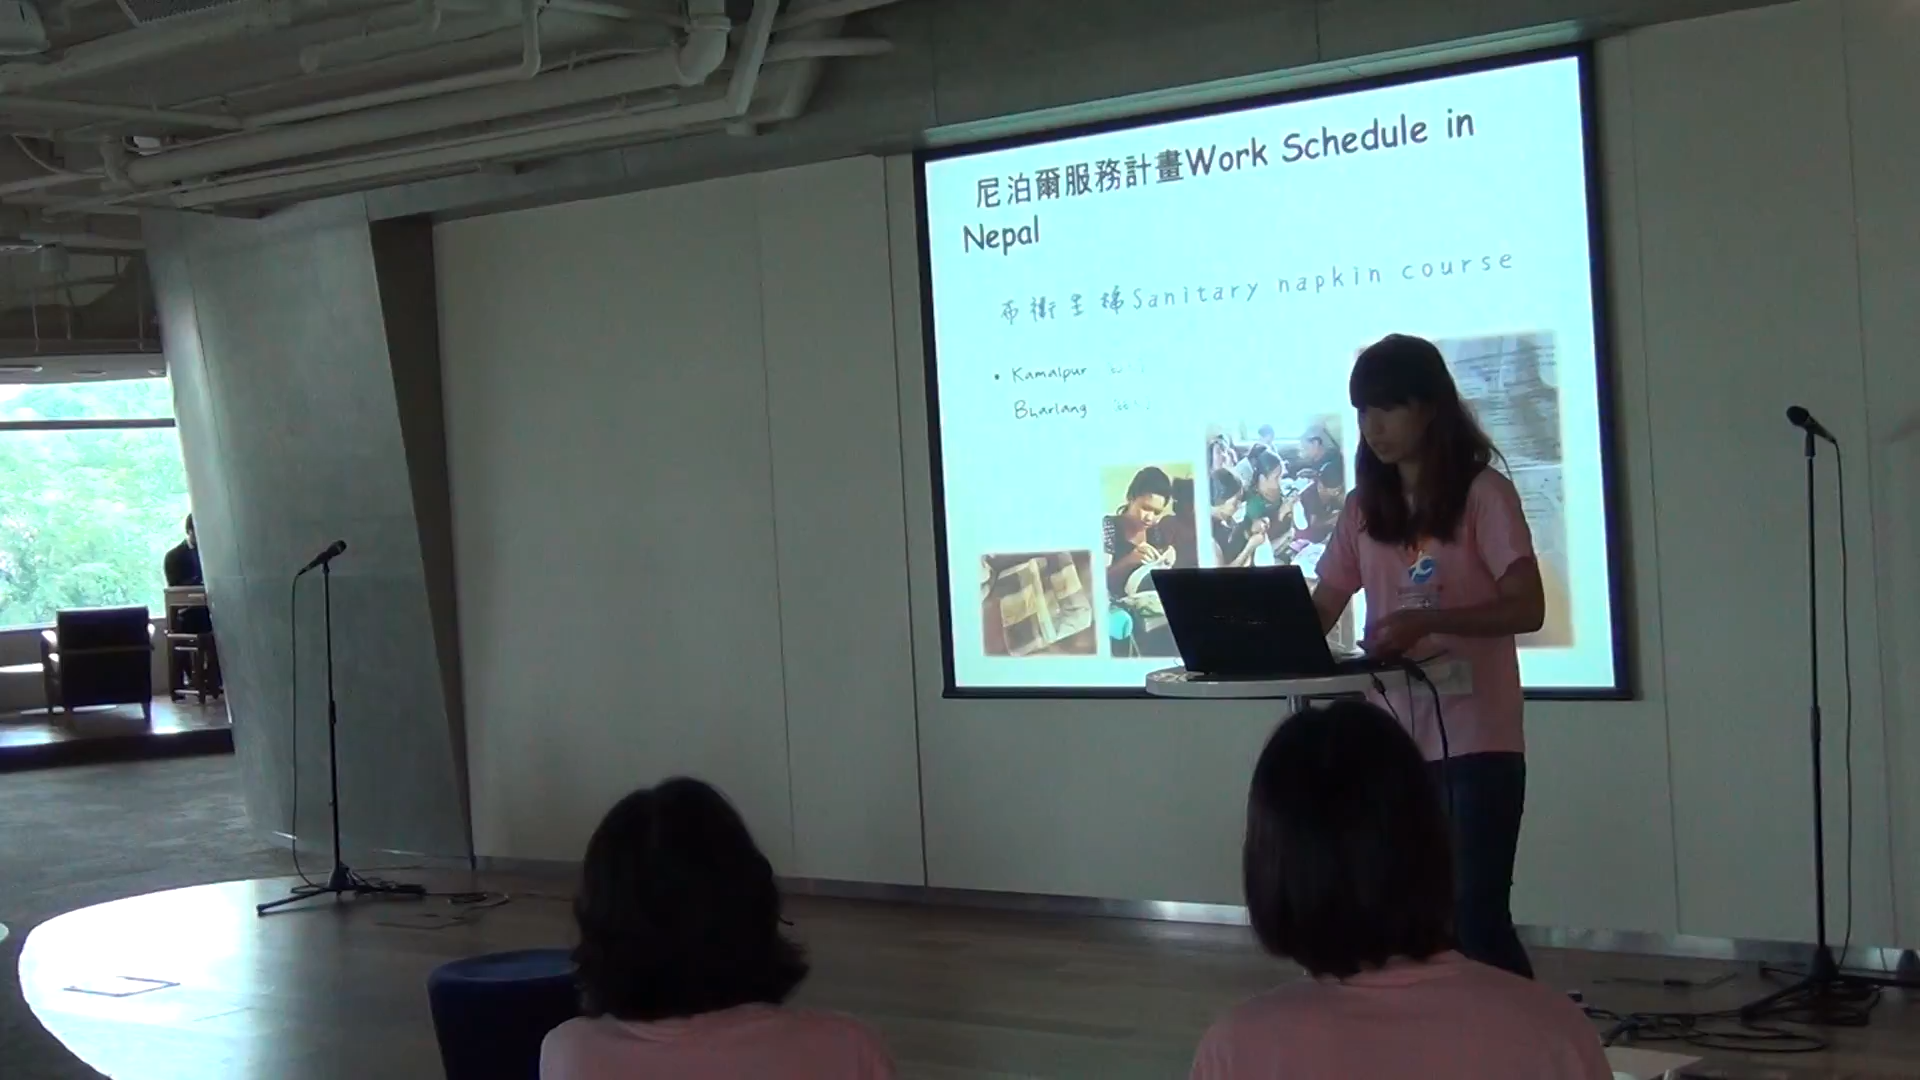 尼泊爾服務計畫Work Schedule in
Nepal
布衛生棉Sanitary napkin course
• Kamalpur
Bharlang